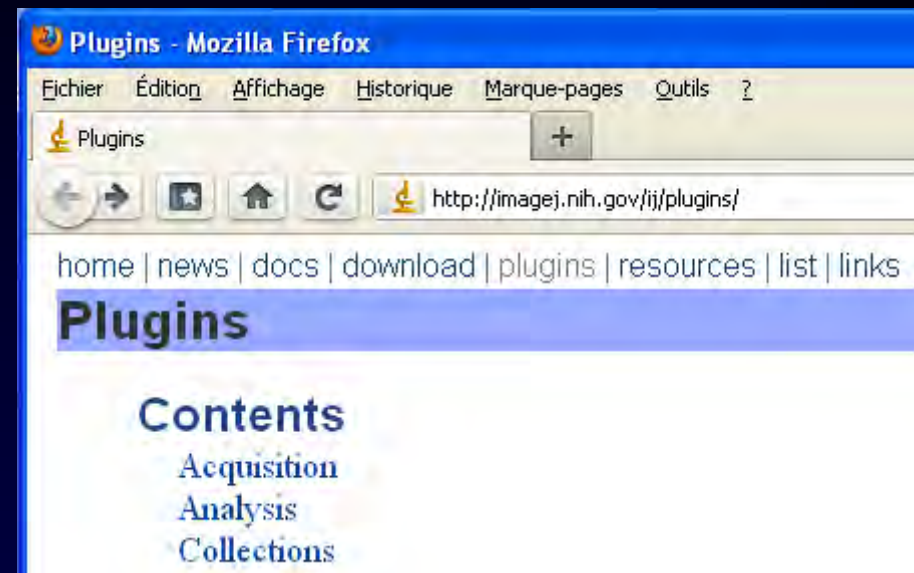 Plugins - Mozilla Firefox
Fichier Édition Affichage Historique Marque-pages Outils ?
Plugins +
http://imagej.nih.gov/ij/plugins/
home | news | docs | download | plugins | resources | list | links
Plugins
Contents
Acquisition
Analysis
Collections